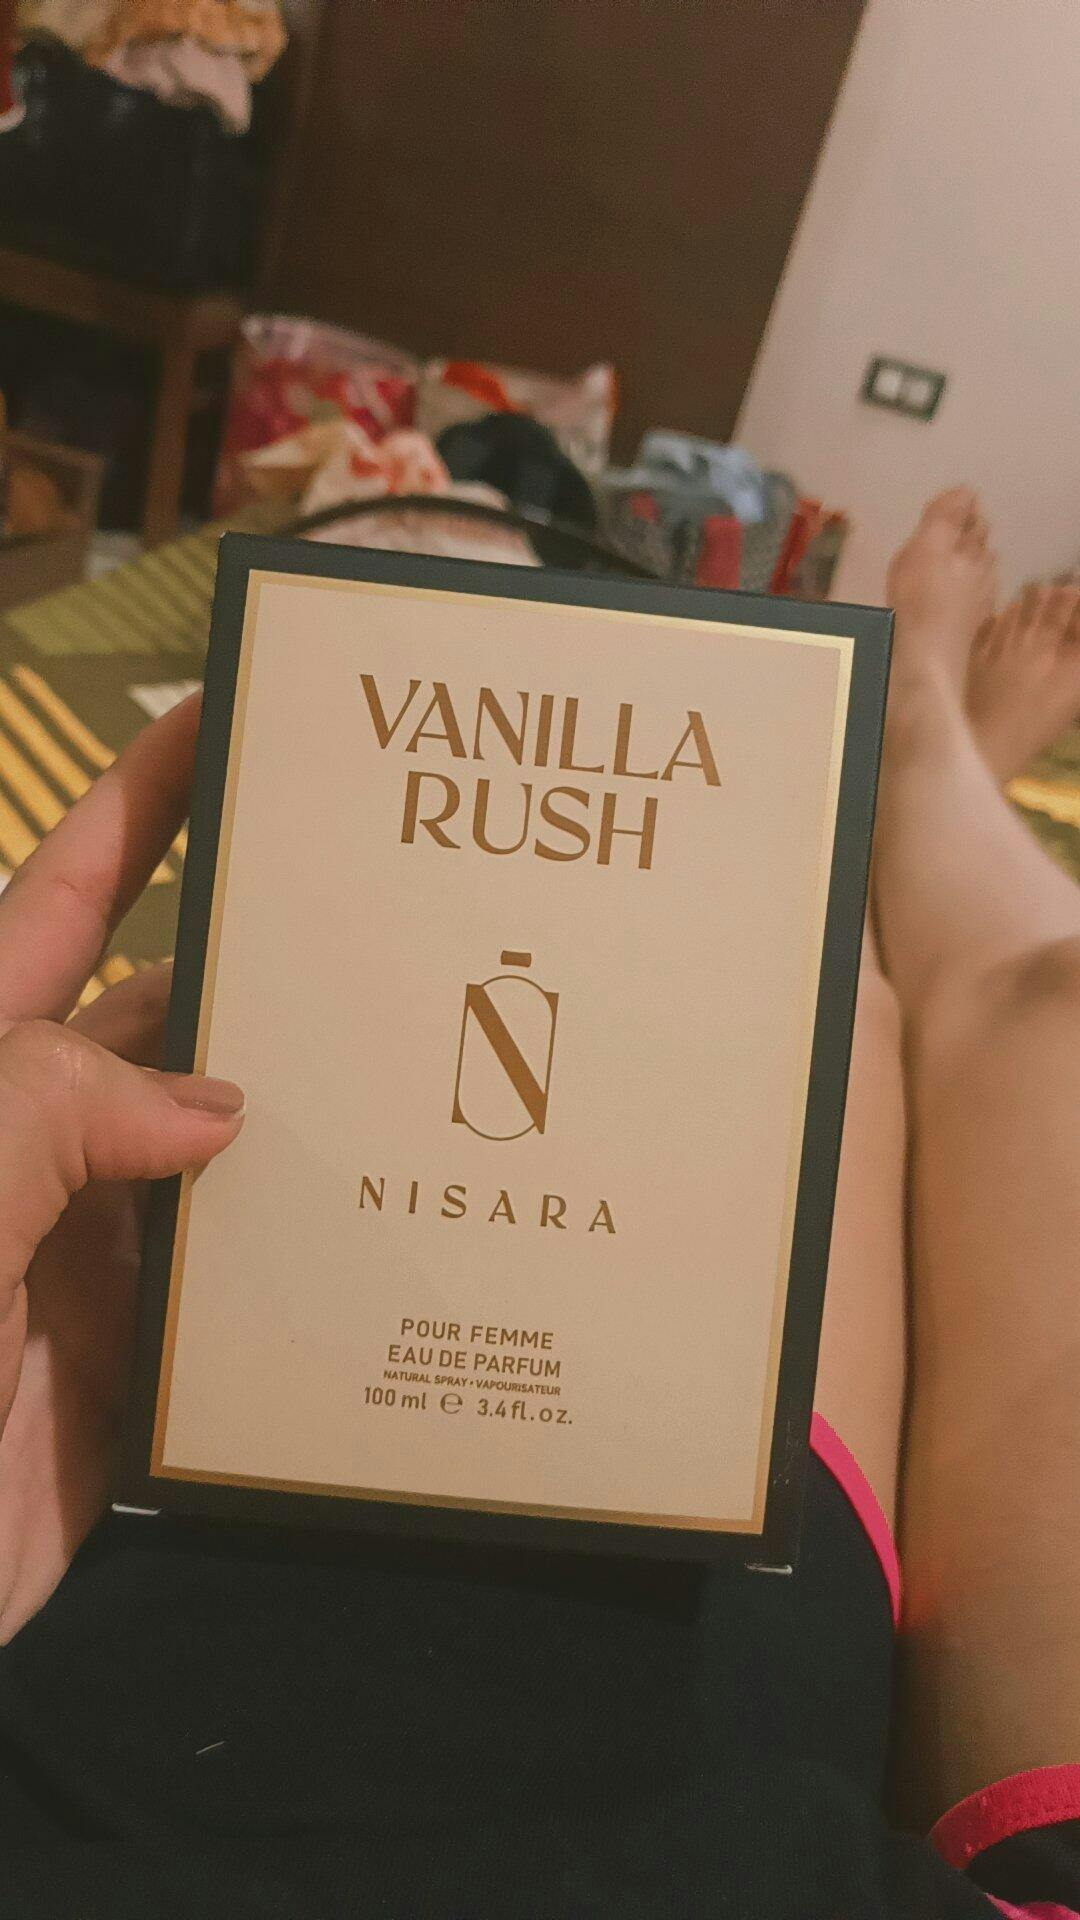 VANILLA
RUSH
N
NISARA
POUR FEMME
EAU DE PARFUM
NATURAL SPRAY • VAPOURISATEUR
100 ml ℮ 3.4 fl. oz.